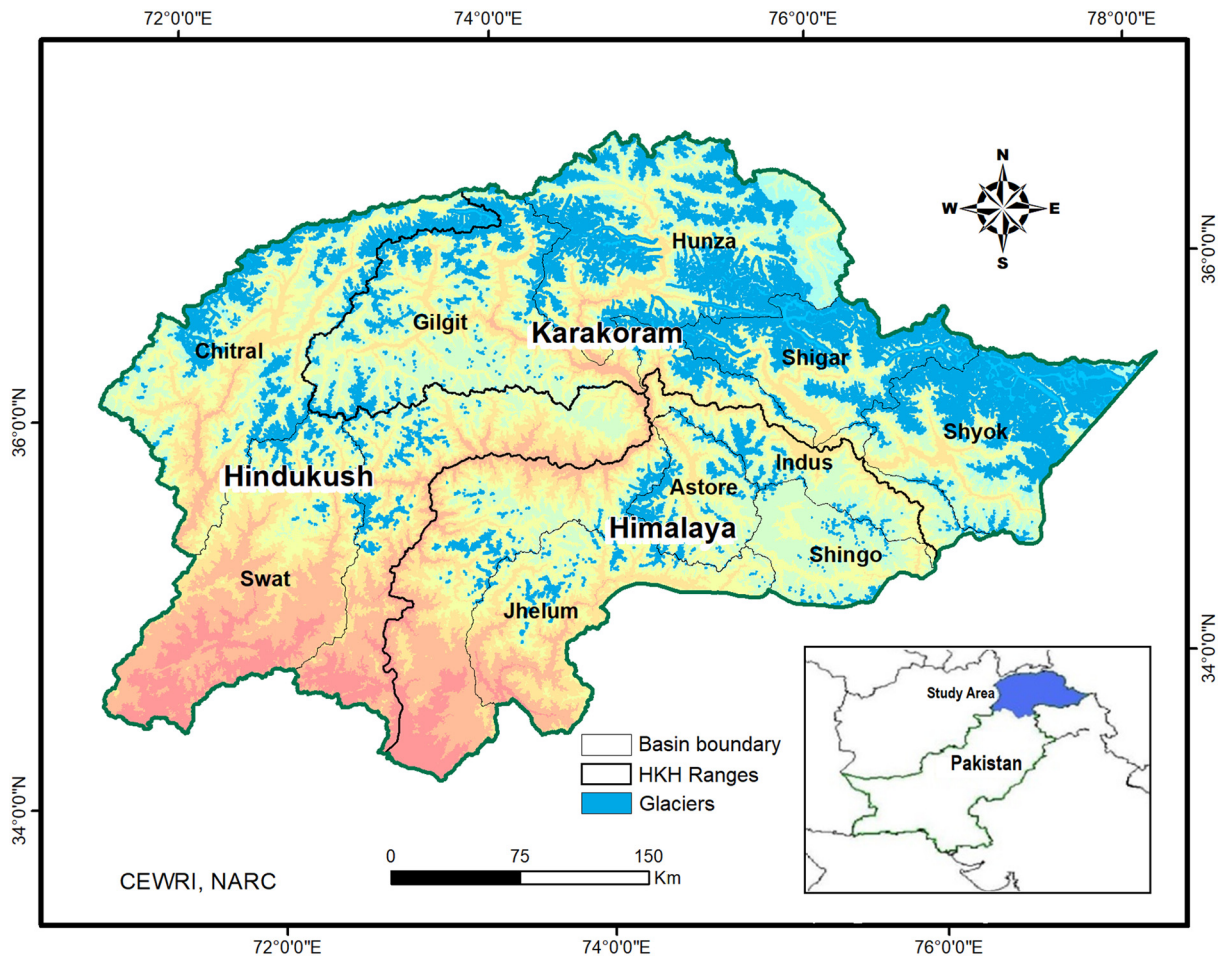 72°0'0"E 74°0'0"E 76°0'0"E 78°0'0"E
N
W E
S
36°0'0"N
36°0'0"N
34°0'0"N
34°0'0"N
Hunza
Karakoram
Gilgit
Chitral
Shigar
Shyok
Indus
Hindukush
Astore
Himalaya
Shingo
Swat
Jhelum
Study Area
Pakistan
Basin boundary
HKH Ranges
Glaciers
0 75 150
Km
CEWRI, NARC
72°0'0"E 74°0'0"E 76°0'0"E